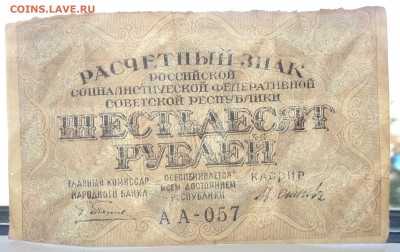 COINS.LAVE.RU
РАСЧЕТНЫЙ ЗНАК
РОССИЙСКОЙ
СОЦИАЛИСТИЧЕСКОЙ ФЕДЕРАТИВНОЙ
СОВЕТСКОЙ РЕСПУБЛИКИ
ШЕСТЬДЕСЯТ
РУБЛЕЙ
ГЛАВНЫЙ КОМИССАР НАРОДНОГО БАНКА
ОБЕСПЕЧИВАЕТСЯ ВСЕМ ДОСТОЯНИЕМ РЕСПУБЛИКИ
КАССИР
АА-057